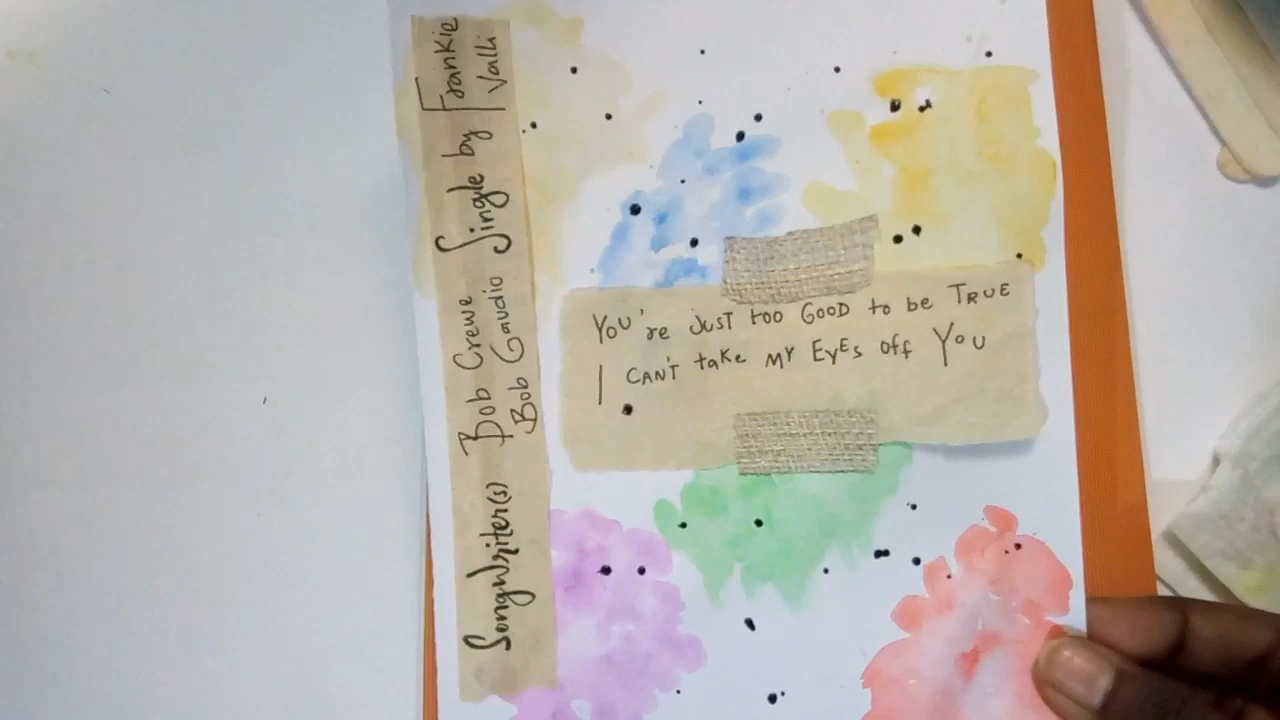 Songwriter(s) Bob Crewe Single by Frankie
Bob Gaudio Valli
You're JUST too GOOD to be TRUE
I CAN'T take MY EyEs off YoU